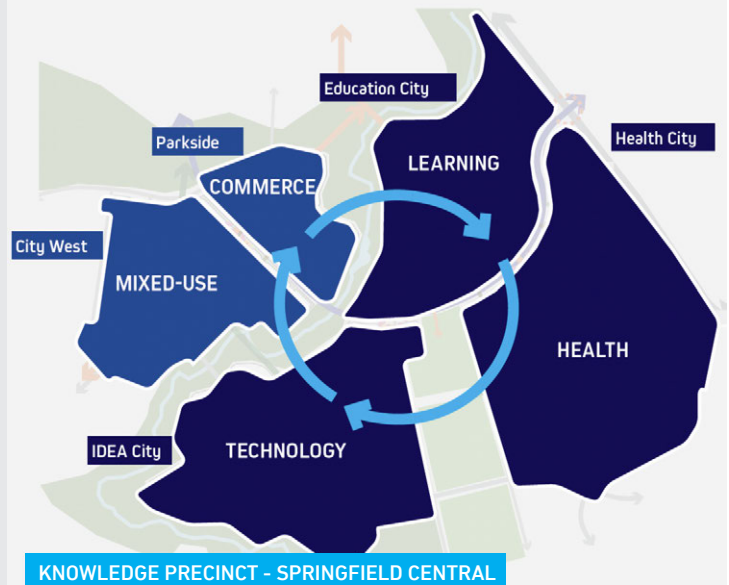 Education City
Parkside
Health City
LEARNING
COMMERCE
City West
MIXED-USE
HEALTH
IDEA City
TECHNOLOGY
KNOWLEDGE PRECINCT - SPRINGFIELD CENTRAL